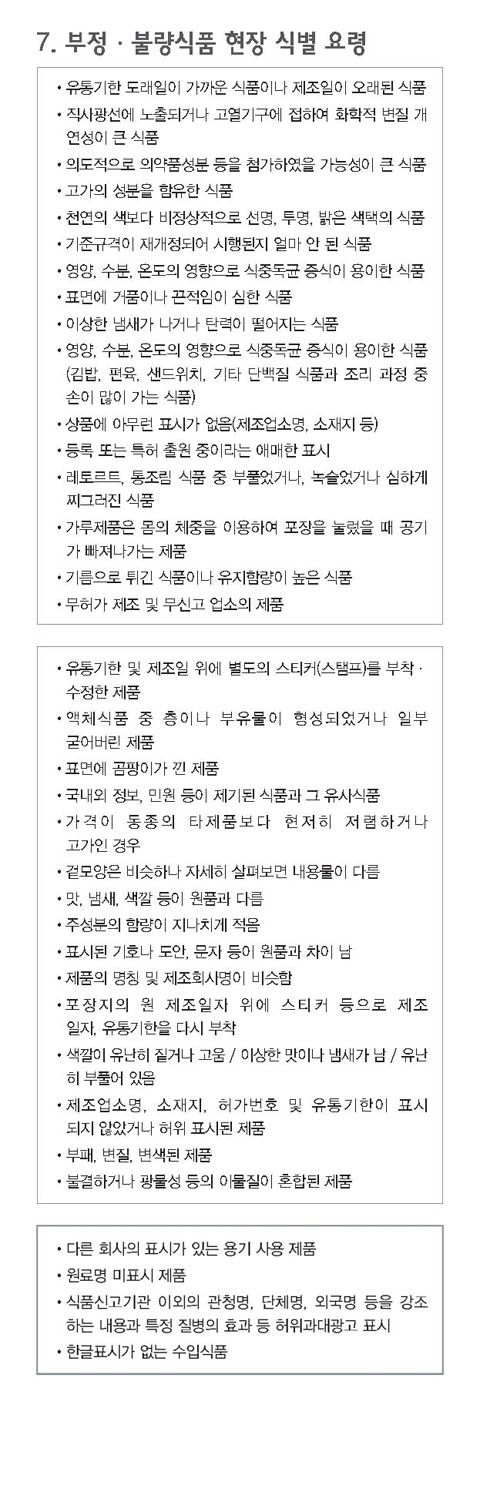 7. 부정 · 불량식품 현장 식별 요령
• 유통기한 도래일이 가까운 식품이나 제조일이 오래된 식품
• 직사광선에 노출되거나 고열기구에 접하여 화학적 변질 개
연성이 큰 식품
• 의도적으로 의약품성분 등을 첨가하였을 가능성이 큰 식품
• 고가의 성분을 함유한 식품
• 천연의 색보다 비정상적으로 선명, 투명, 밝은 색택의 식품
• 기준규격이 재개정되어 시행된지 얼마 안 된 식품
• 영양, 수분, 온도의 영향으로 식중독균 증식이 용이한 식품
• 표면에 거품이나 끈적임이 심한 식품
• 이상한 냄새가 나거나 탄력이 떨어지는 식품
• 영양, 수분, 온도의 영향으로 식중독균 증식이 용이한 식품
(김밥, 편육, 샌드위치, 기타 단백질 식품과 조리 과정 중
손이 많이 가는 식품)
• 상품에 아무런 표시가 없음(제조업소명, 소재지 등)
• 등록 또는 특허 출원 중이라는 애매한 표시
• 레토르트, 통조림 식품 중 부풀었거나, 녹슬었거나 심하게
찌그러진 식품
• 가루제품은 몸의 체중을 이용하여 포장을 눌렀을 때 공기
가 빠져나가는 제품
• 기름으로 튀긴 식품이나 유지함량이 높은 식품
• 무허가 제조 및 무신고 업소의 제품
• 유통기한 및 제조일 위에 별도의 스티커(스탬프)를 부착 ·
수정한 제품
• 액체식품 중 층이나 부유물이 형성되었거나 일부
굳어버린 제품
• 표면에 곰팡이가 낀 제품
• 국내외 정보, 민원 등이 제기된 식품과 그 유사식품
• 가격이 동종의 타제품보다 현저히 저렴하거나
고가인 경우
• 겉모양은 비슷하나 자세히 살펴보면 내용물이 다름
• 맛, 냄새, 색깔 등이 원품과 다름
• 주성분의 함량이 지나치게 적음
• 표시된 기호나 도안, 문자 등이 원품과 차이 남
• 제품의 명칭 및 제조회사명이 비슷함
• 포장지의 원 제조일자 위에 스티커 등으로 제조
일자, 유통기한을 다시 부착
• 색깔이 유난히 짙거나 고움 / 이상한 맛이나 냄새가 남 / 유난
히 부풀어 있음
• 제조업소명, 소재지, 허가번호 및 유통기한이 표시
되지 않았거나 허위 표시된 제품
• 부패, 변질, 변색된 제품
• 불결하거나 광물성 등의 이물질이 혼합된 제품
• 다른 회사의 표시가 있는 용기 사용 제품
• 원료명 미표시 제품
• 식품신고기관 이외의 관청명, 단체명, 외국명 등을 강조
하는 내용과 특정 질병의 효과 등 허위과대광고 표시
• 한글표시가 없는 수입식품